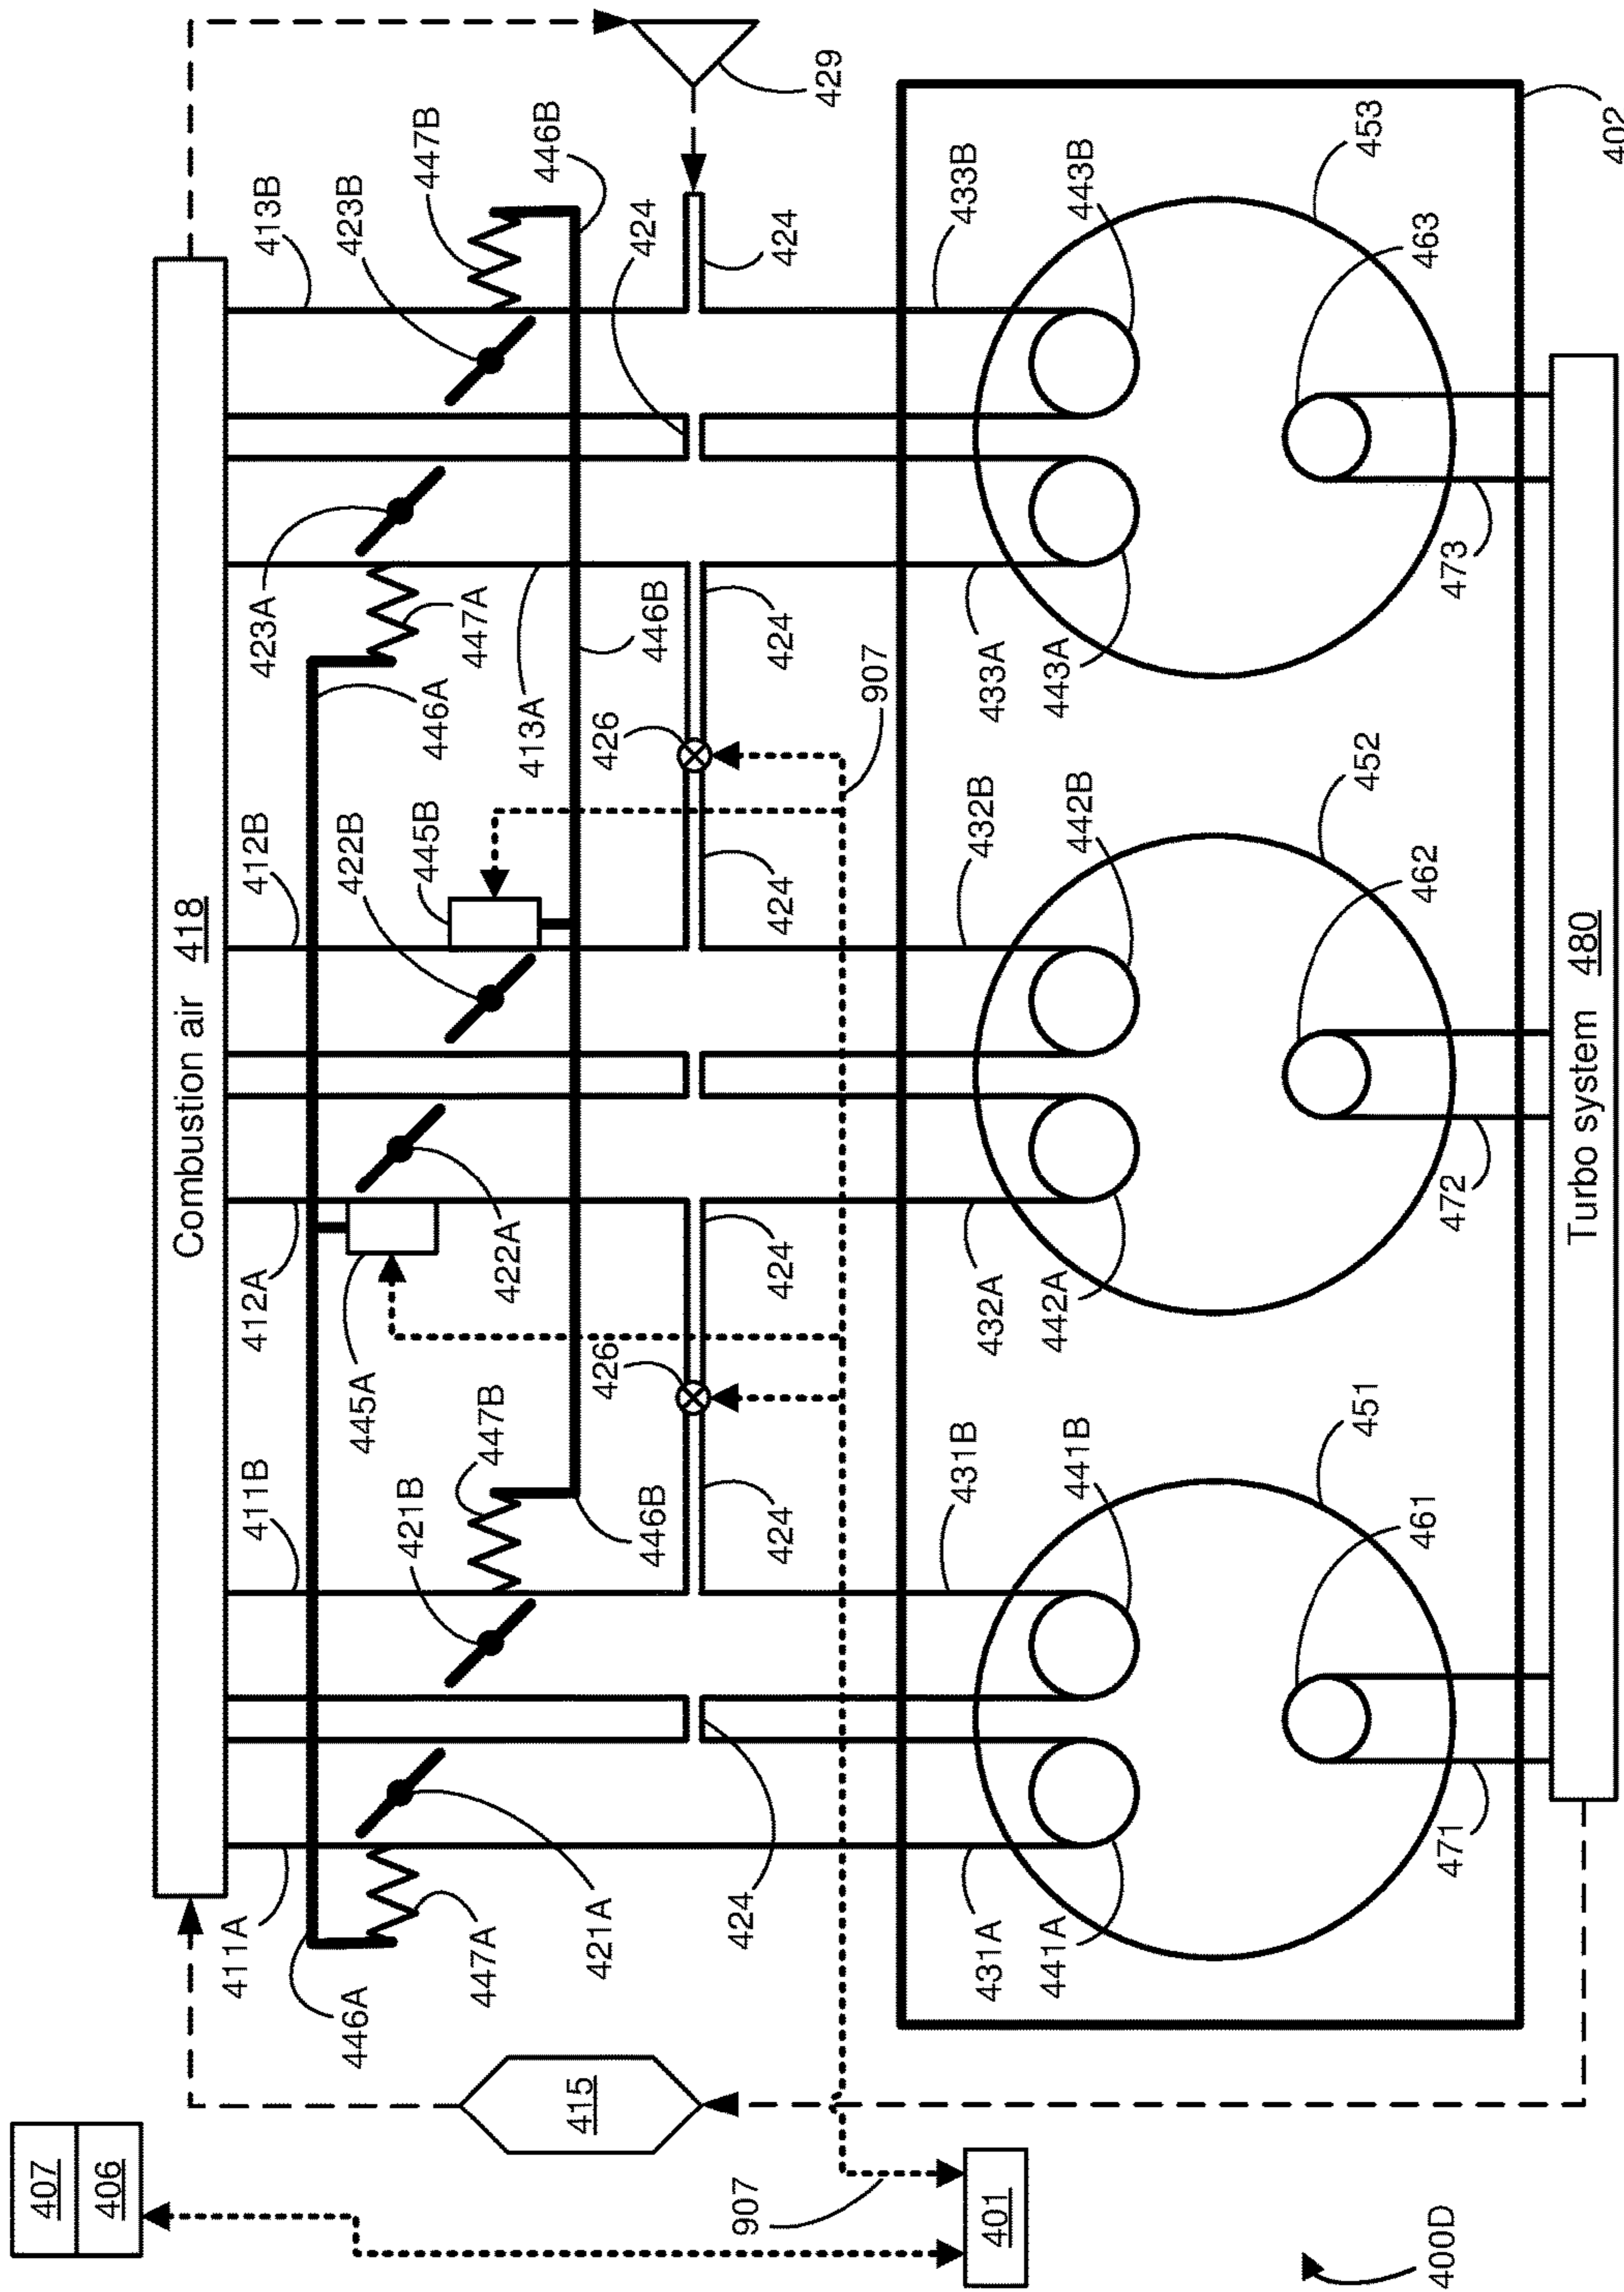 407
406
415
401
907
400D
Combustion air 418
429
411A
411B
412A
412B
413B
446A
447A
421A
421B
447B
446B
445A
422A
422B
445B
446A
447A
423A
423B
447B
446B
413A
446B
424
424
426
424
424
426
424
424
424
907
431A
431B
432A
432B
433A
433B
441A
441B
442A
442B
443A
443B
451
452
453
461
462
463
471
472
473
402
Turbo system 480